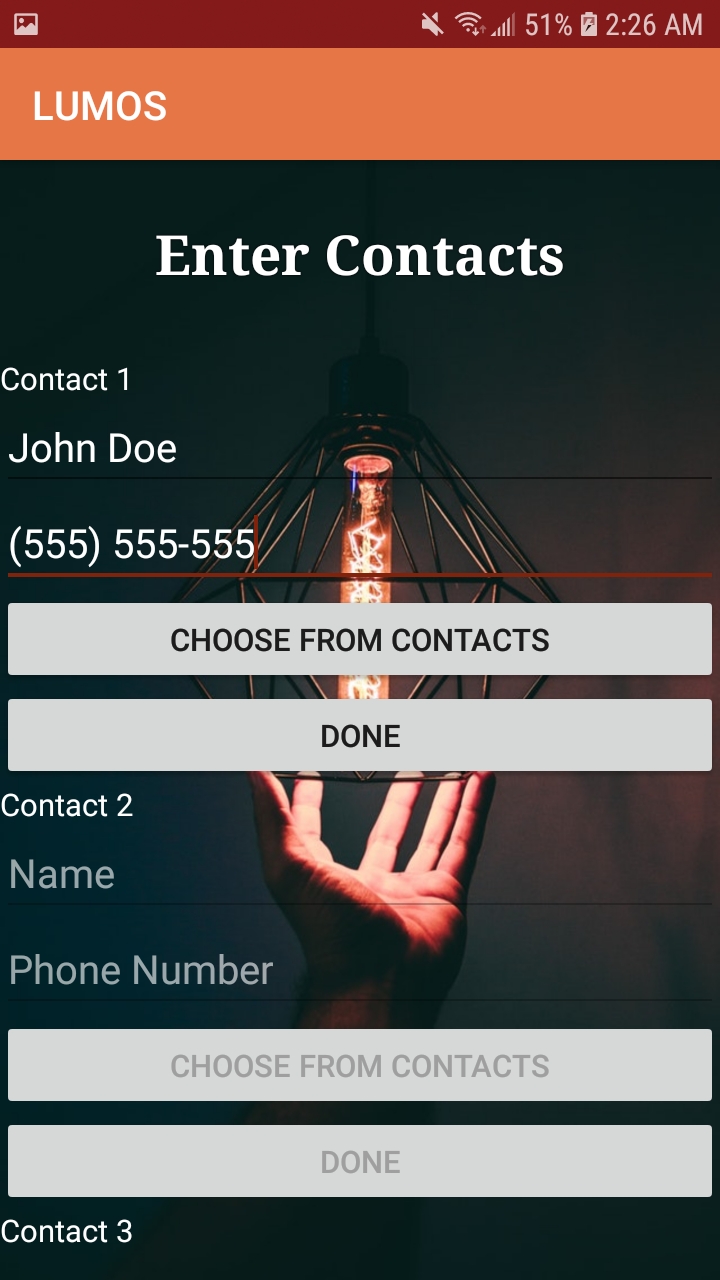 51% 2:26 AM
LUMOS
Enter Contacts
Contact 1
John Doe
(555) 555-555
CHOOSE FROM CONTACTS
DONE
Contact 2
Name
Phone Number
CHOOSE FROM CONTACTS
DONE
Contact 3